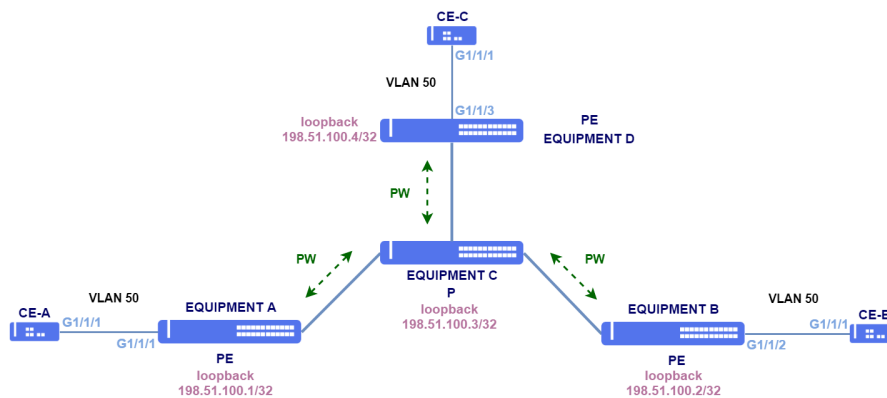 CE-C
G1/1/1
VLAN 50
G1/1/3
loopback
198.51.100.4/32
PE
EQUIPMENT D
PW
PW
PW
EQUIPMENT C
P
loopback
198.51.100.3/32
CE-A
VLAN 50
G1/1/1
G1/1/1
EQUIPMENT A
PE
loopback
198.51.100.1/32
EQUIPMENT B
PE
loopback
198.51.100.2/32
VLAN 50
G1/1/1
G1/1/2
CE-B